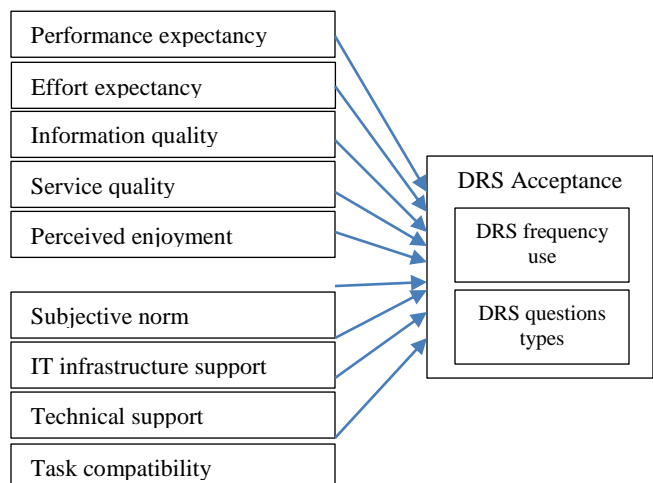 Performance expectancy
Effort expectancy
Information quality
Service quality
Perceived enjoyment
Subjective norm
IT infrastructure support
Technical support
Task compatibility
DRS Acceptance
DRS frequency
use
DRS questions
types